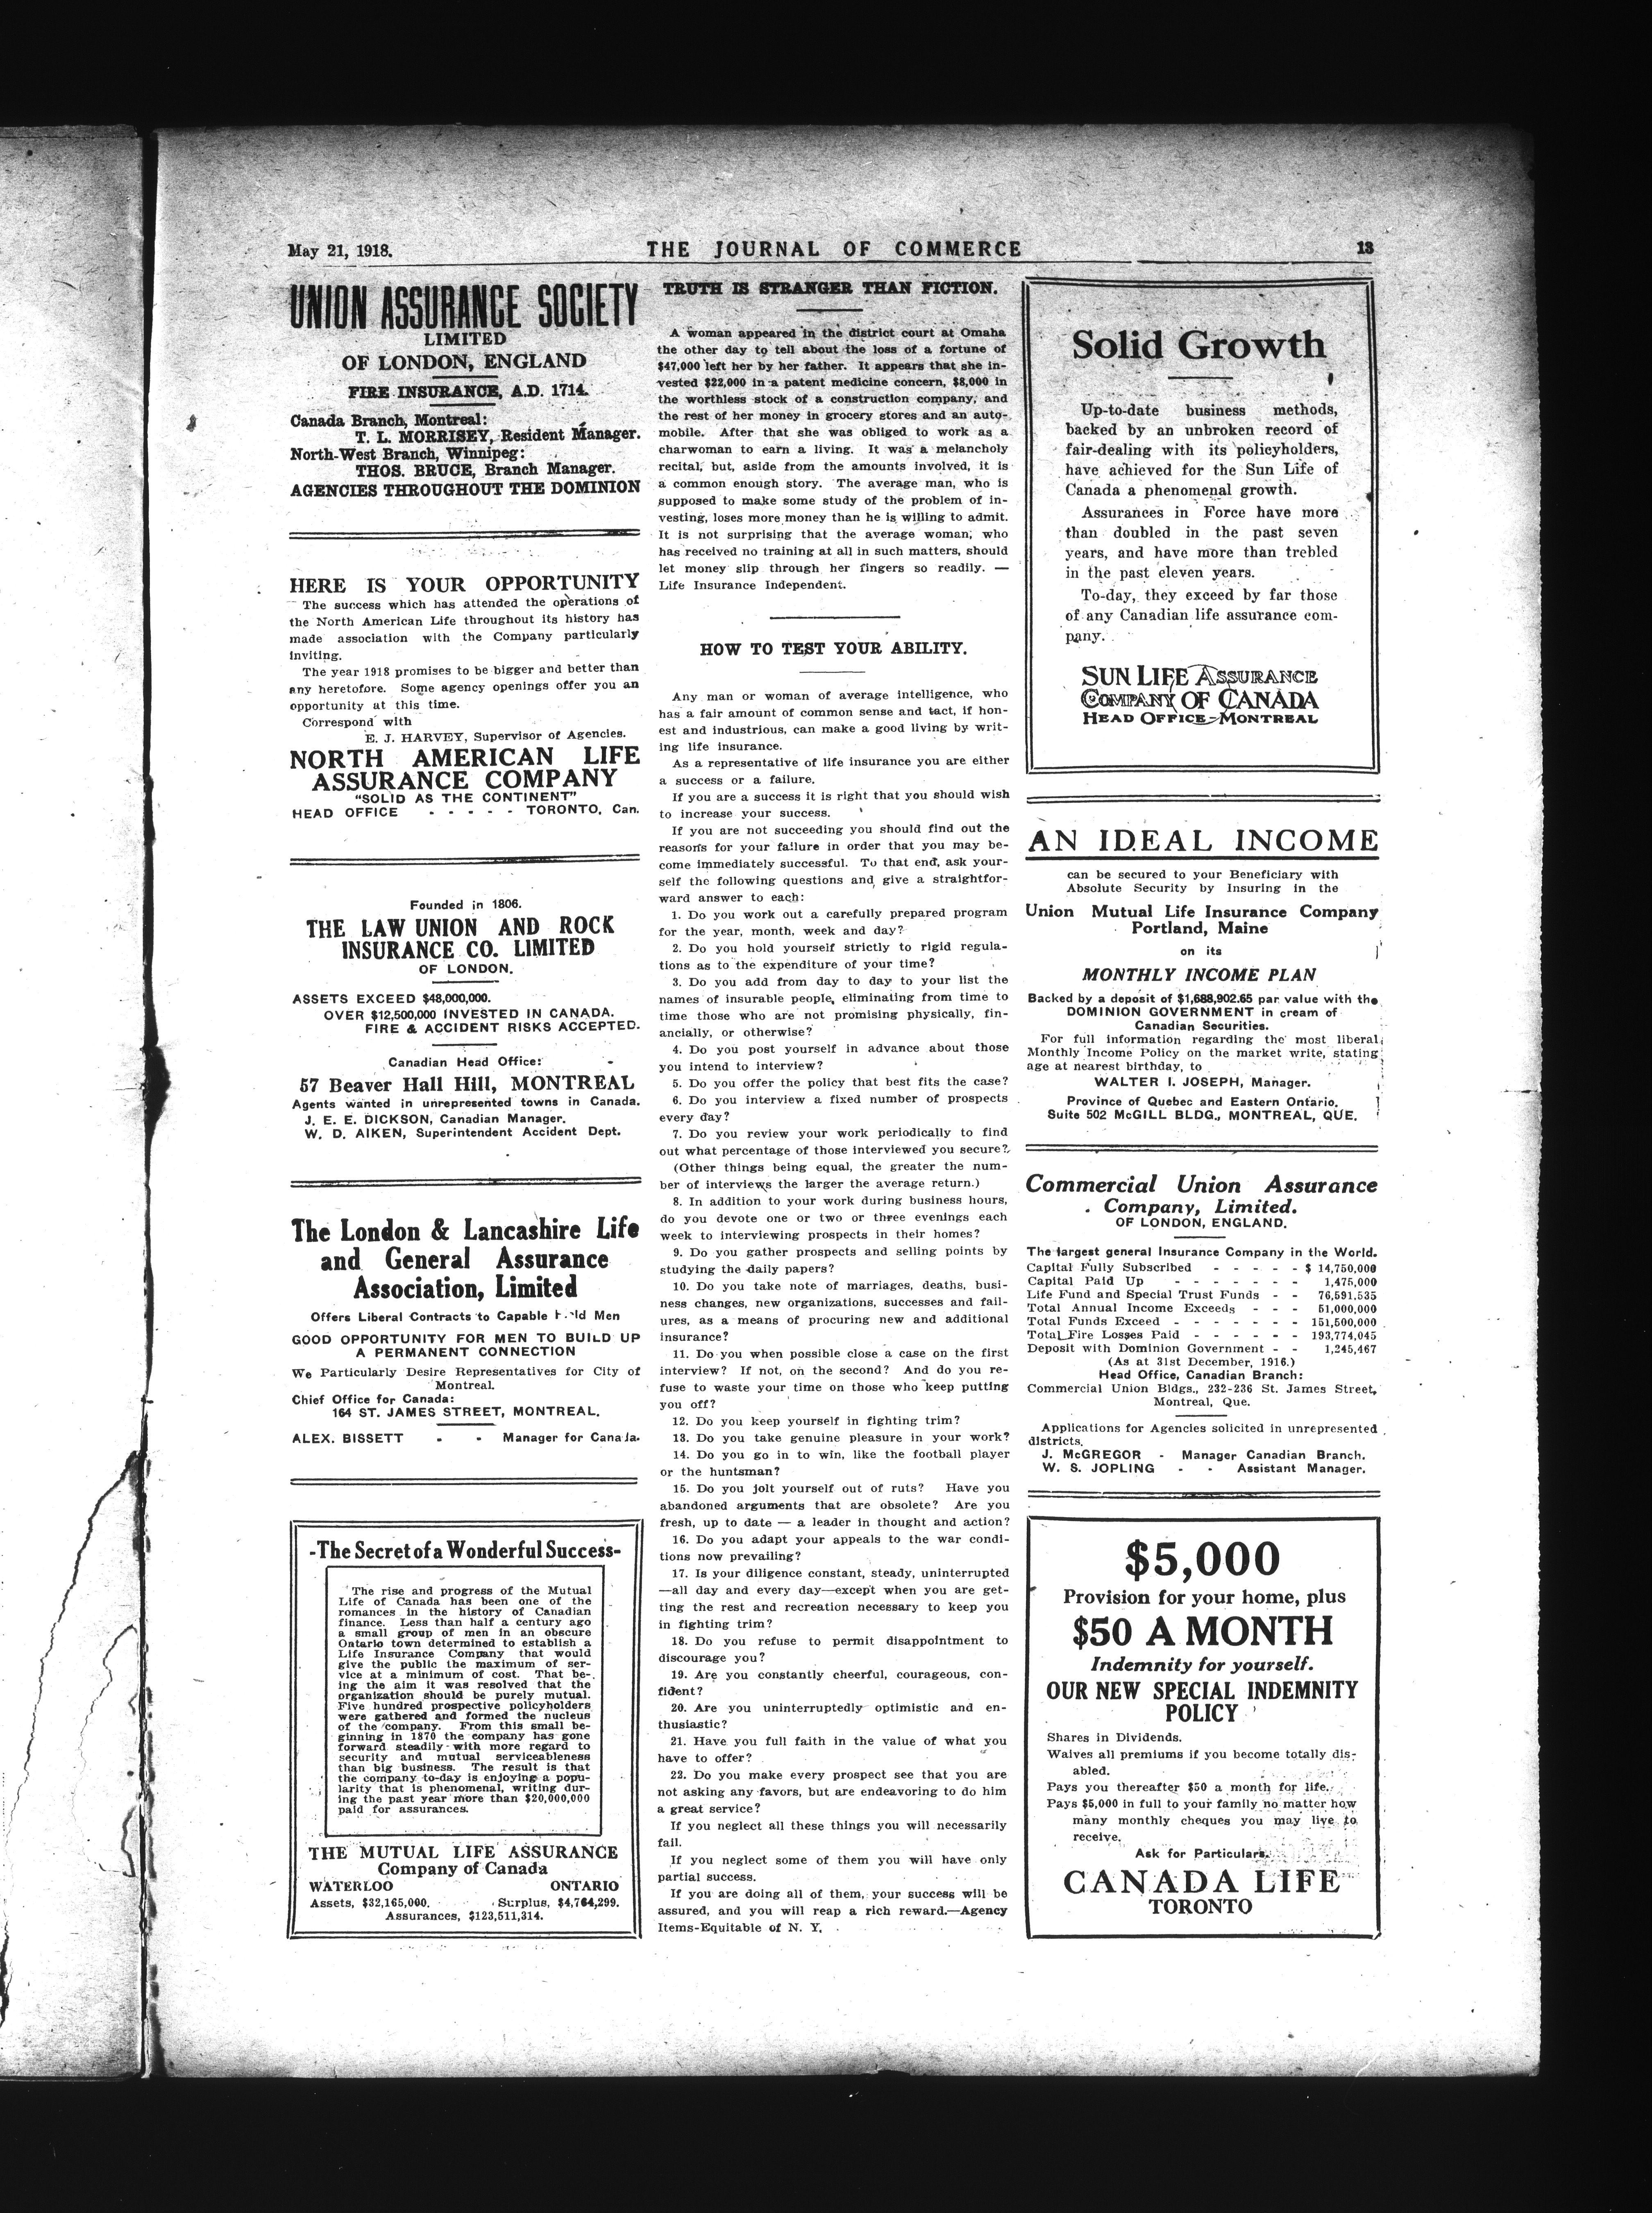 May 21, 1918.
THE JOURNAL OF COMMERCE
13
UNION ASSURANCE SOCIETY
LIMITED
OF LONDON, ENGLAND
FIRE INSURANCE, A.D. 1714.
Canada Branch, Montreal:
T. L. MORRISEY, Resident Manager.
North-West Branch, Winnipeg:
THOS. BRUCE, Branch Manager.
AGENCIES THROUGHOUT THE DOMINION
HERE IS YOUR OPPORTUNITY
The success which has attended the operations of
the North American Life throughout its history has
made association with the Company particularly
inviting.
The year 1918 promises to be bigger and better than
any heretofore. Some agency openings offer you an
opportunity at this time.
Correspond with
E. J. HARVEY, Supervisor of Agencies.
NORTH AMERICAN LIFE
ASSURANCE COMPANY
"SOLID AS THE CONTINENT"
HEAD OFFICE - - - - - TORONTO, Can.
Founded in 1806.
THE LAW UNION AND ROCK
INSURANCE CO. LIMITED
OF LONDON.
ASSETS EXCEED $48,000,000.
OVER $12,500,000 INVESTED IN CANADA.
FIRE & ACCIDENT RISKS ACCEPTED.
Canadian Head Office:
57 Beaver Hall Hill, MONTREAL
Agents wanted in unrepresented towns in Canada.
J. E. E. DICKSON, Canadian Manager.
W. D. AIKEN, Superintendent Accident Dept.
The London & Lancashire Life
and General Assurance
Association, Limited
Offers Liberal Contracts to Capable Men
GOOD OPPORTUNITY FOR MEN TO BUILD UP
A PERMANENT CONNECTION
We Particularly Desire Representatives for City of
Montreal.
Chief Office for Canada:
164 ST. JAMES STREET, MONTREAL.
ALEX. BISSETT - - Manager for Canada.
-The Secret of a Wonderful Success-
The rise and progress of the Mutual
Life of Canada has been one of the
romances in the history of Canadian
finance. Less than half a century ago
a small group of men in an obscure
Ontario town determined to establish a
Life Insurance Company that would
give the public the maximum of ser-
vice at a minimum of cost. That be-
ing the aim it was resolved that the
organization should be purely mutual.
Five hundred prospective policyholders
were gathered and formed the nucleus
of the company. From this small be-
ginning in 1870 the company has gone
forward steadily with more regard to
security and mutual serviceableness
than big business. The result is that
the company to-day is enjoying a popu-
larity that is phenomenal, writing dur-
ing the past year more than $20,000,000
paid for assurances.
THE MUTUAL LIFE ASSURANCE
Company of Canada
WATERLOO ONTARIO
Assets, $32,165,000. Surplus, $4,764,299.
Assurances, $123,511,314.
TRUTH IS STRANGER THAN FICTION.
A woman appeared in the district court at Omaha
the other day to tell about the loss of a fortune of
$47,000 left her by her father. It appears that she in-
vested $22,000 in a patent medicine concern, $8,000 in
the worthless stock of a construction company, and
the rest of her money in grocery stores and an auto-
mobile. After that she was obliged to work as a
charwoman to earn a living. It was a melancholy
recital, but, aside from the amounts involved, it is
a common enough story. The average man, who is
supposed to make some study of the problem of in-
vesting, loses more money than he is willing to admit.
It is not surprising that the average woman, who
has received no training at all in such matters, should
let money slip through her fingers so readily. —
Life Insurance Independent.
HOW TO TEST YOUR ABILITY.
Any man or woman of average intelligence, who
has a fair amount of common sense and tact, if hon-
est and industrious, can make a good living by writ-
ing life insurance.
As a representative of life insurance you are either
a success or a failure.
If you are a success it is right that you should wish
to increase your success.
If you are not succeeding you should find out the
reasons for your failure in order that you may be-
come immediately successful. To that end, ask your-
self the following questions and give a straightfor-
ward answer to each:
1. Do you work out a carefully prepared program
for the year, month, week and day?
2. Do you hold yourself strictly to rigid regula-
tions as to the expenditure of your time?
3. Do you add from day to day to your list the
names of insurable people, eliminating from time to
time those who are not promising physically, fin-
ancially, or otherwise?
4. Do you post yourself in advance about those
you intend to interview?
5. Do you offer the policy that best fits the case?
6. Do you interview a fixed number of prospects
every day?
7. Do you review your work periodically to find
out what percentage of those interviewed you secure?
(Other things being equal, the greater the num-
ber of interviews the larger the average return.)
8. In addition to your work during business hours,
do you devote one or two or three evenings each
week to interviewing prospects in their homes?
9. Do you gather prospects and selling points by
studying the daily papers?
10. Do you take note of marriages, deaths, busi-
ness changes, new organizations, successes and fail-
ures, as a means of procuring new and additional
insurance?
11. Do you when possible close a case on the first
interview? If not, on the second? And do you re-
fuse to waste your time on those who keep putting
you off?
12. Do you keep yourself in fighting trim?
13. Do you take genuine pleasure in your work?
14. Do you go in to win, like the football player
or the huntsman?
15. Do you jolt yourself out of ruts? Have you
abandoned arguments that are obsolete? Are you
fresh, up to date — a leader in thought and action?
16. Do you adapt your appeals to the war condi-
tions now prevailing?
17. Is your diligence constant, steady, uninterrupted
—all day and every day—except when you are get-
ting the rest and recreation necessary to keep you
in fighting trim?
18. Do you refuse to permit disappointment to
discourage you?
19. Are you constantly cheerful, courageous, con-
fident?
20. Are you uninterruptedly optimistic and en-
thusiastic?
21. Have you full faith in the value of what you
have to offer?
22. Do you make every prospect see that you are
not asking any favors, but are endeavoring to do him
a great service?
If you neglect all these things you will necessarily
fail.
If you neglect some of them you will have only
partial success.
If you are doing all of them, your success will be
assured, and you will reap a rich reward.—Agency
Items-Equitable of N. Y.
Solid Growth
Up-to-date business methods,
backed by an unbroken record of
fair-dealing with its policyholders,
have achieved for the Sun Life of
Canada a phenomenal growth.
Assurances in Force have more
than doubled in the past seven
years, and have more than trebled
in the past eleven years.
To-day, they exceed by far those
of any Canadian life assurance com-
pany.
SUN LIFE ASSURANCE
COMPANY OF CANADA
HEAD OFFICE-MONTREAL
AN IDEAL INCOME
can be secured to your Beneficiary with
Absolute Security by Insuring in the
Union Mutual Life Insurance Company
Portland, Maine
on its
MONTHLY INCOME PLAN
Backed by a deposit of $1,688,902.65 par value with the
DOMINION GOVERNMENT in cream of
Canadian Securities.
For full information regarding the most liberal
Monthly Income Policy on the market write, stating
age at nearest birthday, to
WALTER I. JOSEPH, Manager.
Province of Quebec and Eastern Ontario.
Suite 502 McGILL BLDG., MONTREAL, QUE.
Commercial Union Assurance
Company, Limited.
OF LONDON, ENGLAND.
The largest general Insurance Company in the World.
Capital Fully Subscribed - - - - - $ 14,750,000
Capital Paid Up - - - - - - - 1,475,000
Life Fund and Special Trust Funds - - 76,591,535
Total Annual Income Exceeds - - - 51,000,000
Total Funds Exceed - - - - - - - 151,500,000
Total Fire Losses Paid - - - - - - 193,774,045
Deposit with Dominion Government - - 1,245,467
(As at 31st December, 1916.)
Head Office, Canadian Branch:
Commercial Union Bldgs., 232-236 St. James Street,
Montreal, Que.
Applications for Agencies solicited in unrepresented
districts.
J. McGREGOR - Manager Canadian Branch.
W. S. JOPLING - - Assistant Manager.
$5,000
Provision for your home, plus
$50 A MONTH
Indemnity for yourself.
OUR NEW SPECIAL INDEMNITY
POLICY
Shares in Dividends.
Waives all premiums if you become totally dis-
abled.
Pays you thereafter $50 a month for life.
Pays $5,000 in full to your family no matter how
many monthly cheques you may live to
receive.
Ask for Particulars.
CANADA LIFE
TORONTO